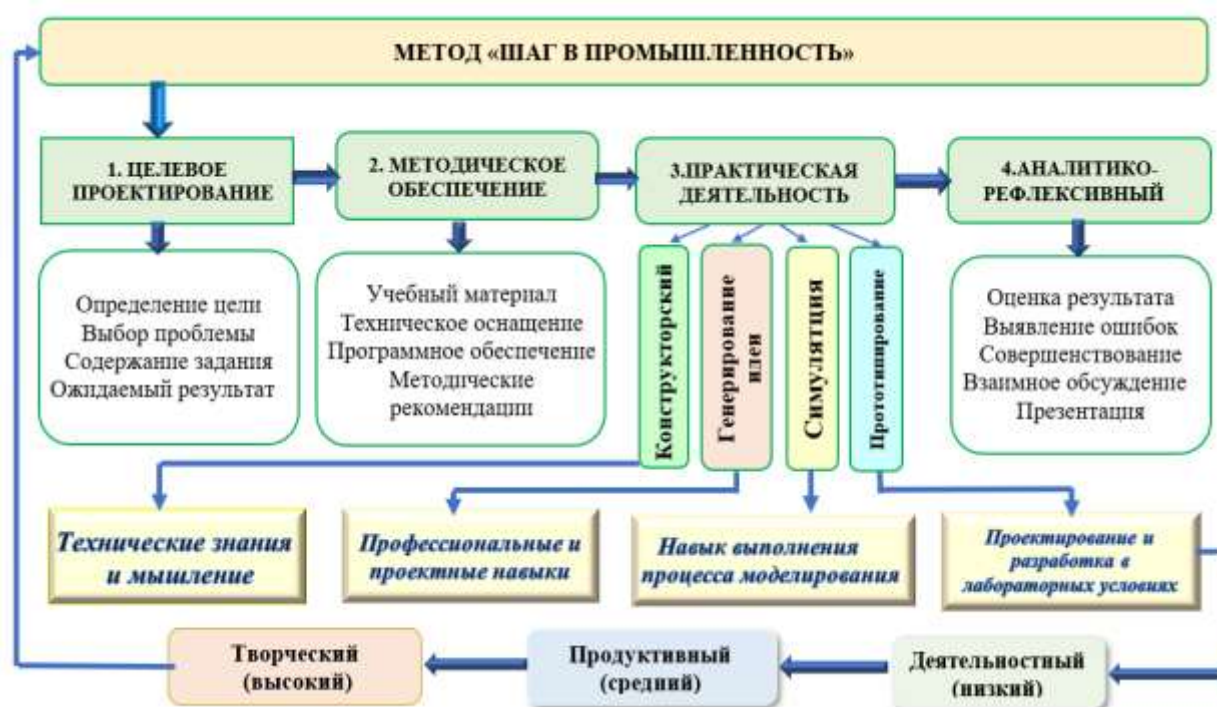 МЕТОД «ШАГ В ПРОМЫШЛЕННОСТЬ»
1. ЦЕЛЕВОЕ
ПРОЕКТИРОВАНИЕ
2. МЕТОДИЧЕСКОЕ
ОБЕСПЕЧЕНИЕ
3.ПРАКТИЧЕСКАЯ
ДЕЯТЕЛЬНОСТЬ
4.АНАЛИТИКО-
РЕФЛЕКСИВНЫЙ
Определение цели
Выбор проблемы
Содержание задания
Ожидаемый результат
Учебный материал
Техническое оснащение
Программное обеспечение
Методические
рекомендации
Конструкторский
Генерирование
идеи
Симулятция
Прототипирование
Оценка результата
Выявление ошибок
Совершенствование
Взаимное обсуждение
Презентация
Технические знания
и мышление
Профессиональные и
проектные навыки
Навык выполнения
процесса моделирования
Проектирование и
разработка в
лабораторных условиях
Творческий
(высокий)
Продуктивный
(средний)
Деятельностный
(низкий)